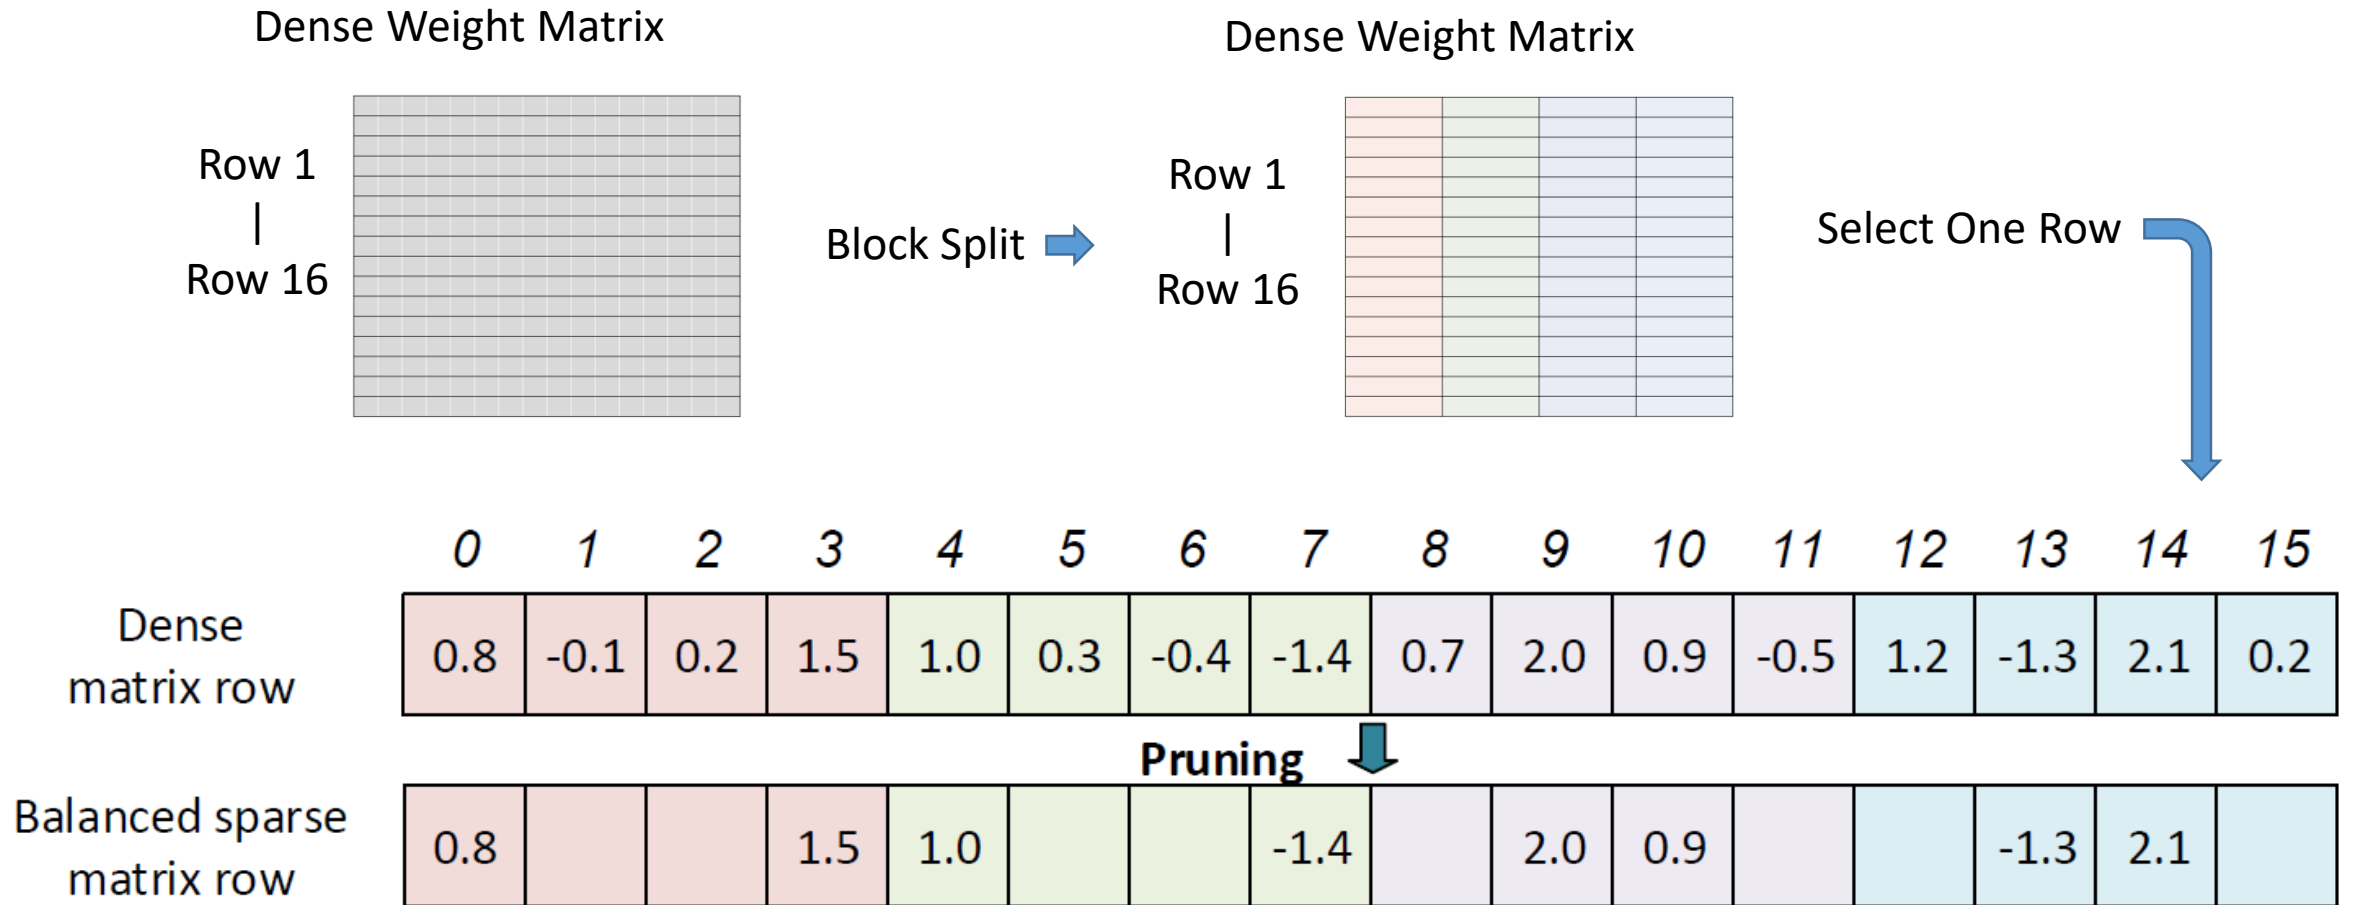 Dense Weight Matrix
Dense Weight Matrix
Row 1
|
Row 16
Block Split
Row 1
|
Row 16
Select One Row
0 1 2 3 4 5 6 7 8 9 10 11 12 13 14 15
Dense
matrix row
0.8 -0.1 0.2 1.5 1.0 0.3 -0.4 -1.4 0.7 2.0 0.9 -0.5 1.2 -1.3 2.1 0.2
Pruning
Balanced sparse
matrix row
0.8 1.5 1.0 -1.4 2.0 0.9 -1.3 2.1